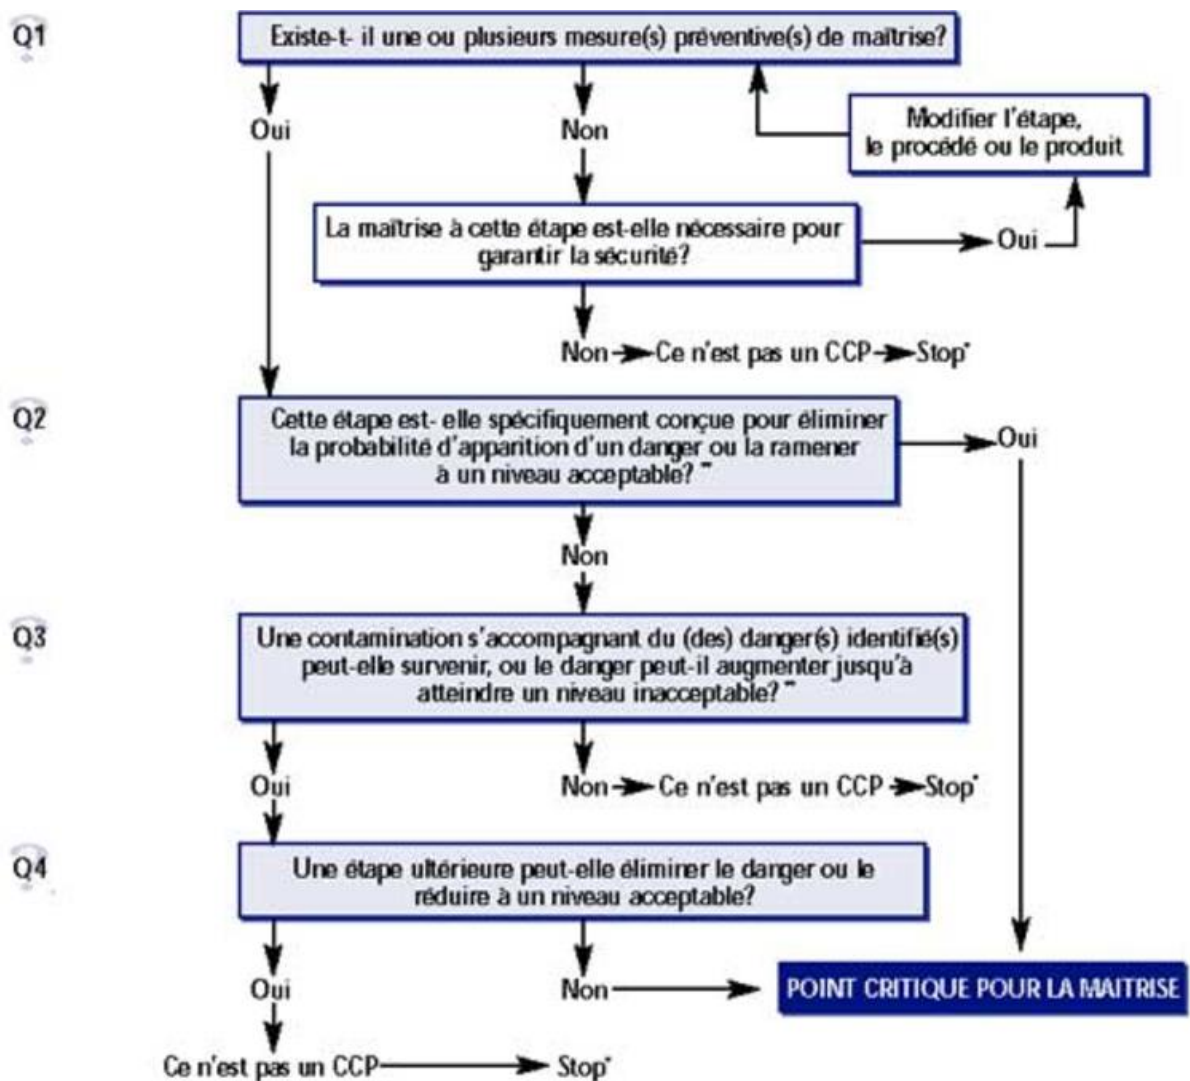 Q1
Existe-t- il une ou plusieurs mesure(s) préventive(s) de maîtrise?
Oui
Non
Modifier l'étape,
le procédé ou le produit
La maîtrise à cette étape est-elle nécessaire pour
garantir la sécurité?
Oui
Non
Ce n'est pas un CCP
Stop*
Q2
Cette étape est- elle spécifiquement conçue pour éliminer
la probabilité d'apparition d'un danger ou la ramener
à un niveau acceptable? **
Oui
Non
Q3
Une contamination s'accompagnant du (des) danger(s) identifié(s)
peut-elle survenir, ou le danger peut-il augmenter jusqu'à
atteindre un niveau inacceptable? **
Oui
Non
Ce n'est pas un CCP
Stop*
Q4
Une étape ultérieure peut-elle éliminer le danger ou le
réduire à un niveau acceptable?
Oui
Non
POINT CRITIQUE POUR LA MAITRISE
Ce n'est pas un CCP
Stop*